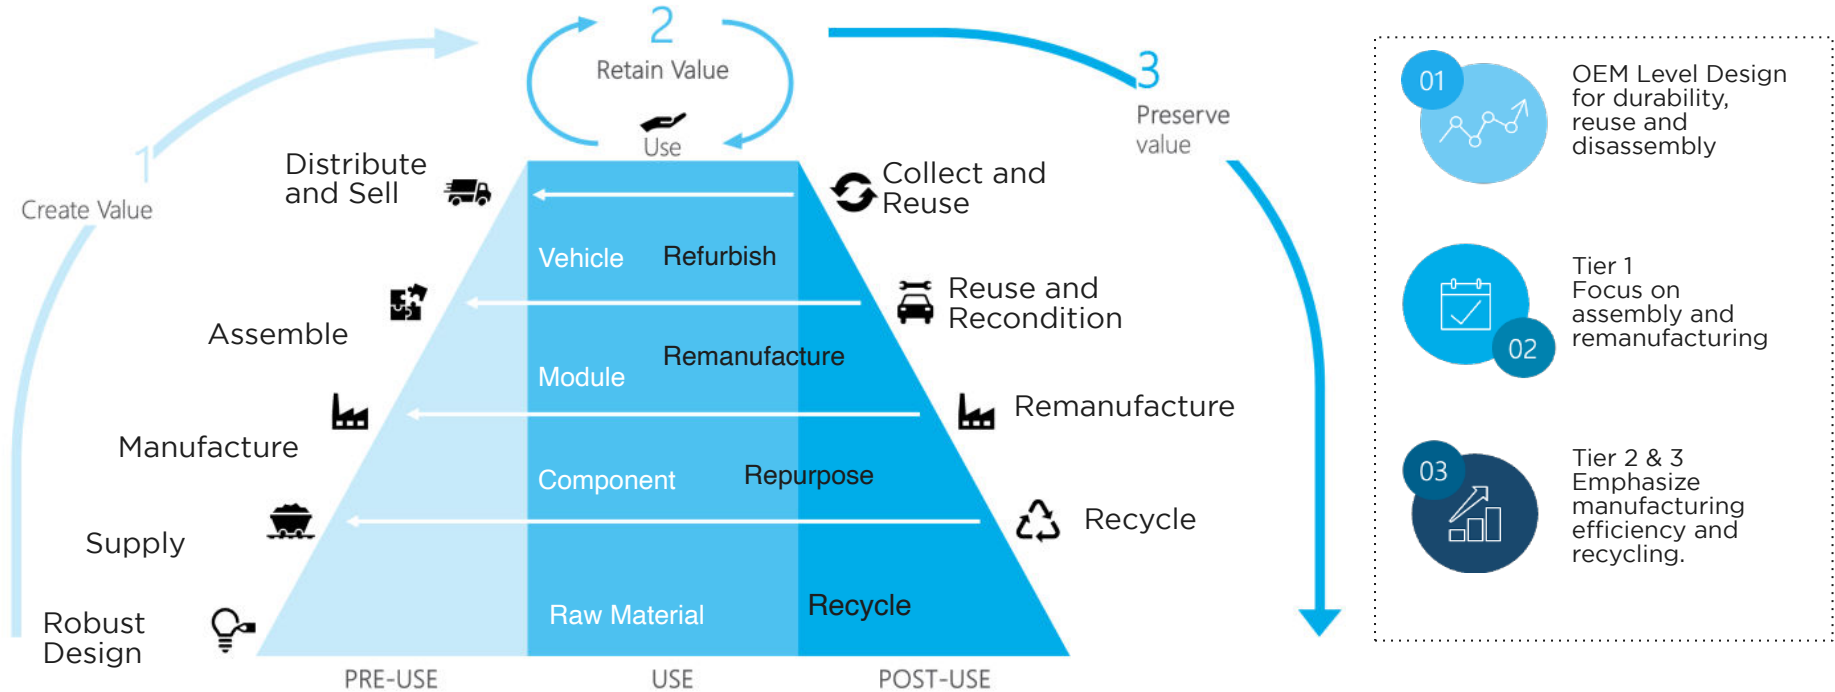 1
Create Value
2
Retain Value
Use
3
Preserve
value
Distribute
and Sell
Assemble
Manufacture
Supply
Robust
Design
Vehicle
Refurbish
Module
Remanufacture
Component
Repurpose
Raw Material
Recycle
Collect and
Reuse
Reuse and
Recondition
Remanufacture
Recycle
PRE-USE
USE
POST-USE
01
OEM Level Design
for durability,
reuse and
disassembly
02
Tier 1
Focus on
assembly and
remanufacturing
03
Tier 2 & 3
Emphasize
manufacturing
efficiency and
recycling.